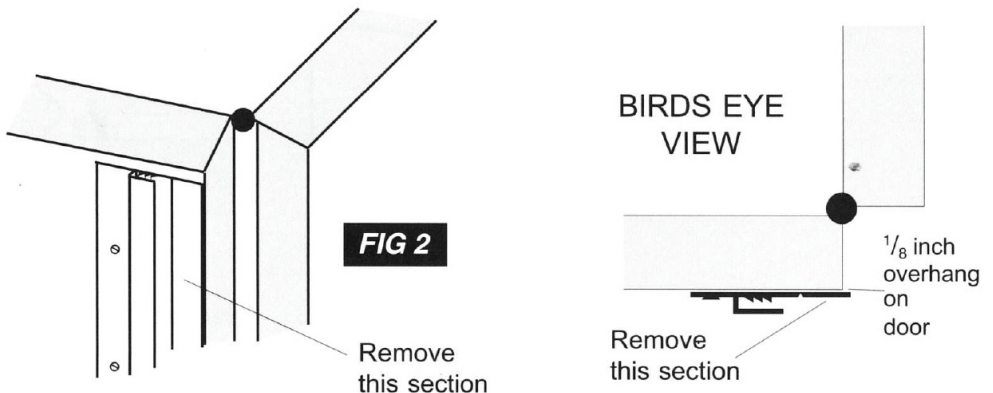 FIG 2
Remove
this section
BIRDS EYE
VIEW
1/8 inch
overhang
on
door
Remove
this section